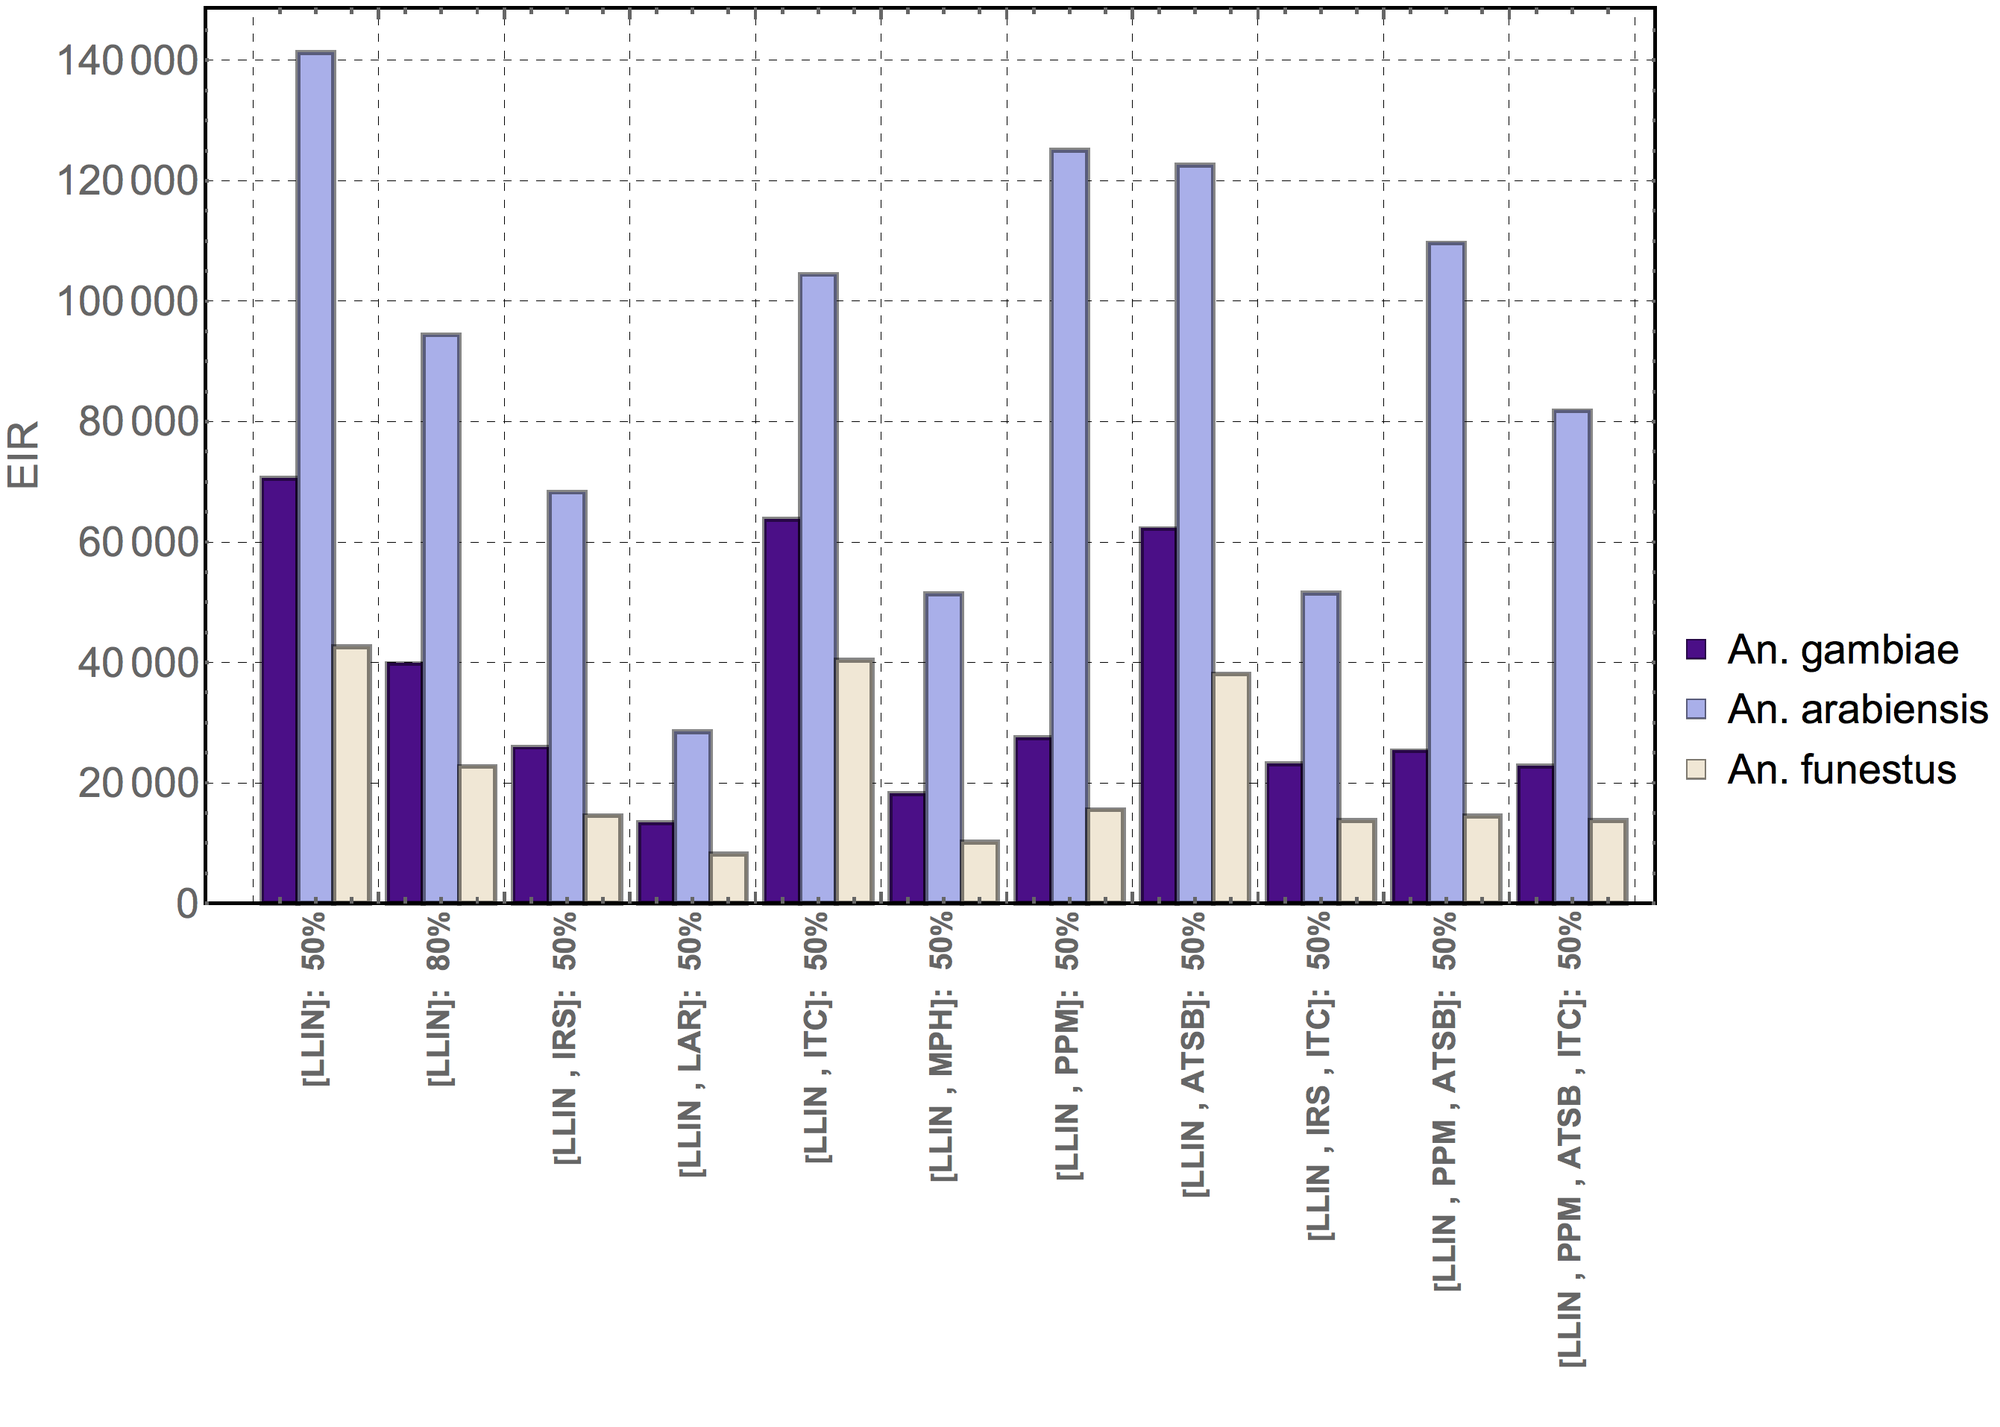 140 000
120 000
100 000
80 000
60 000
40 000
20 000
0
EIR
[LLIN]: 50%
[LLIN]: 80%
[LLIN , IRS]: 50%
[LLIN , LAR]: 50%
[LLIN , ITC]: 50%
[LLIN , MPH]: 50%
[LLIN , PPM]: 50%
[LLIN , ATSB]: 50%
[LLIN , IRS , ITC]: 50%
[LLIN , PPM , ATSB]: 50%
[LLIN , PPM , ATSB , ITC]: 50%
An. gambiae
An. arabiensis
An. funestus